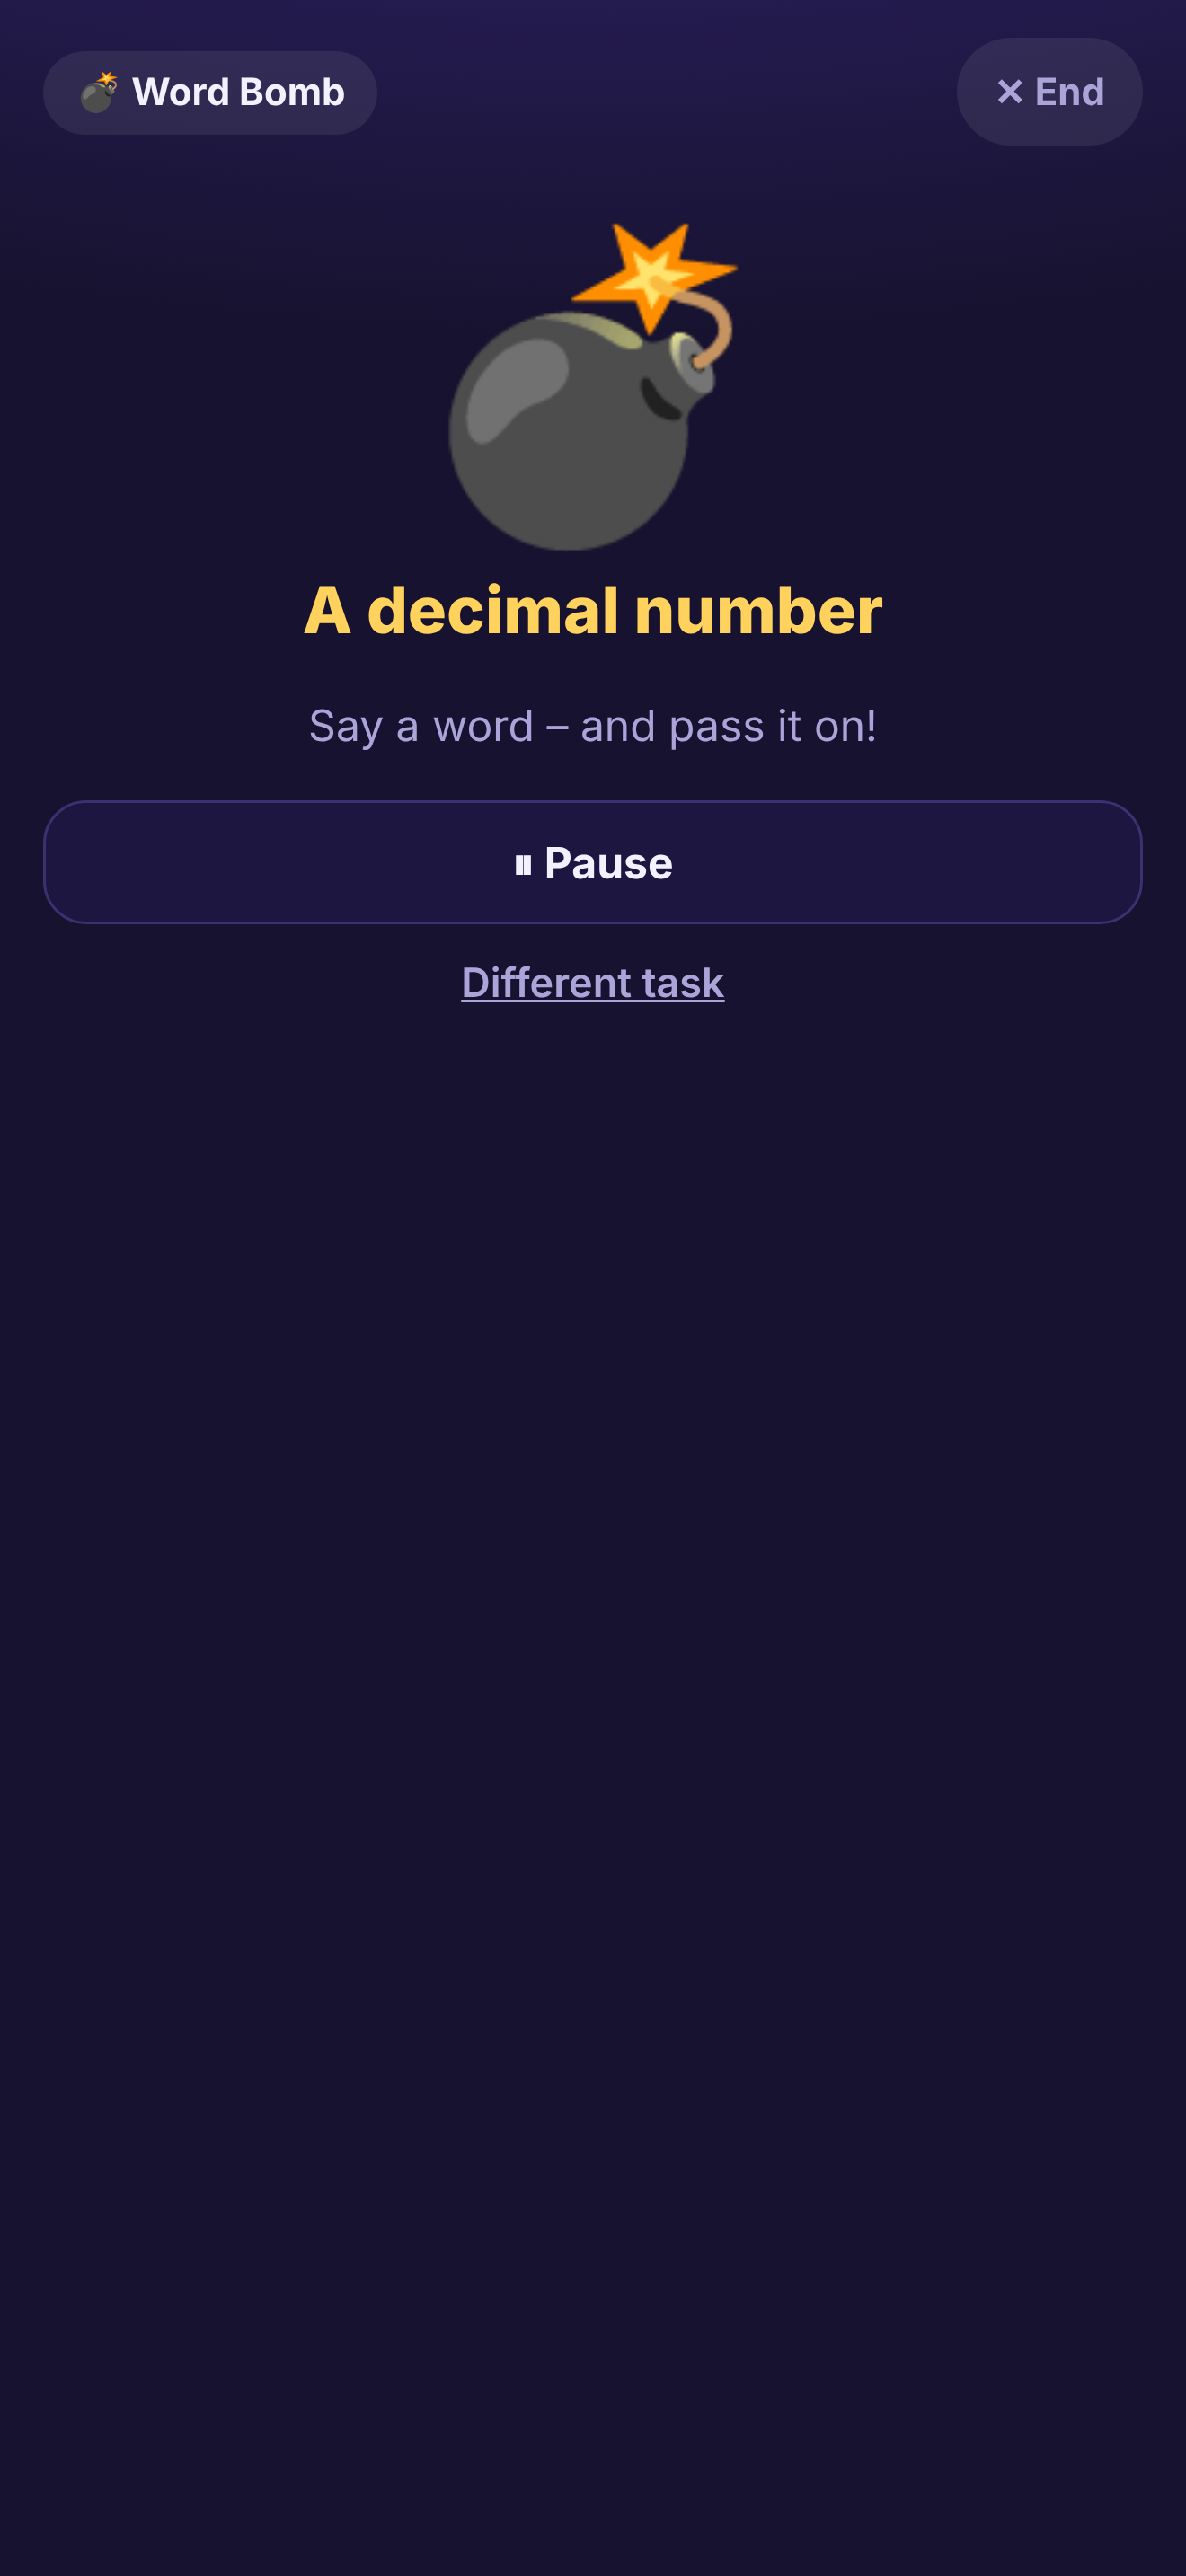 💣 Word Bomb
✕ End
A decimal number
Say a word – and pass it on!
⏸ Pause
Different task